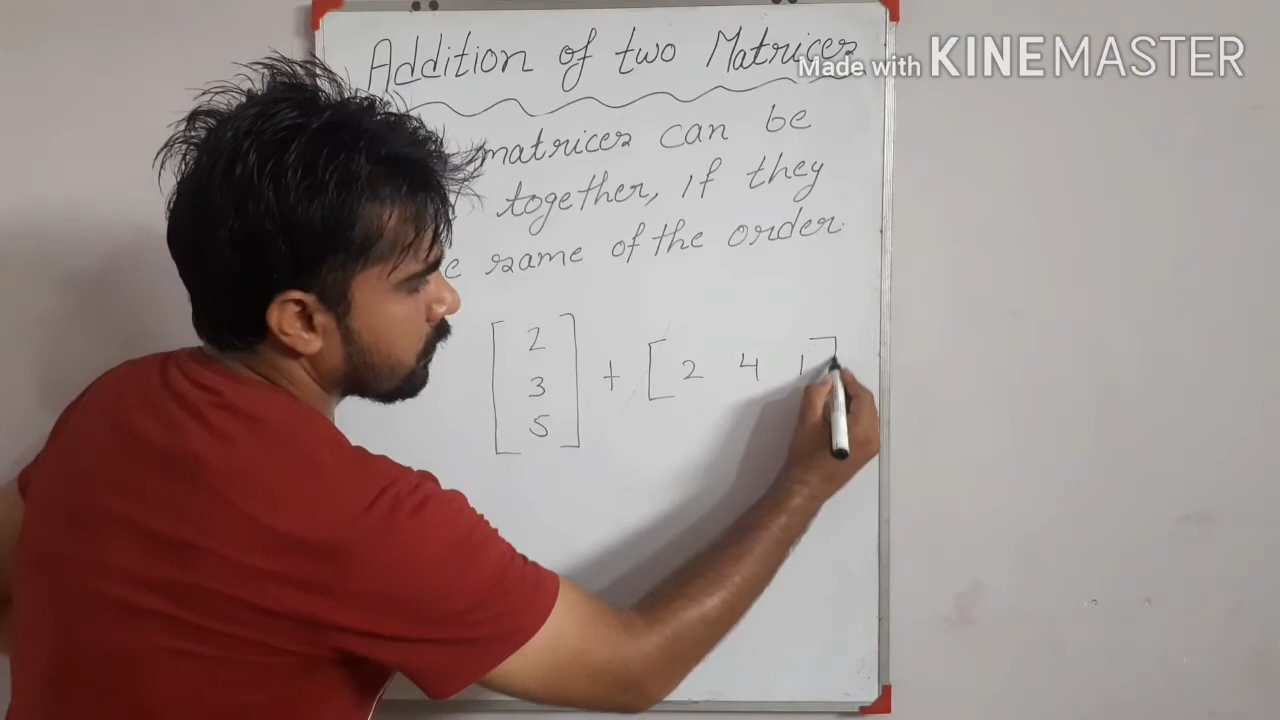 Addition of two Matrices
Made with KINEMASTER
matrices can be
together, if they
same of the order.
2
3
5
+ [ 2 4 1 ]